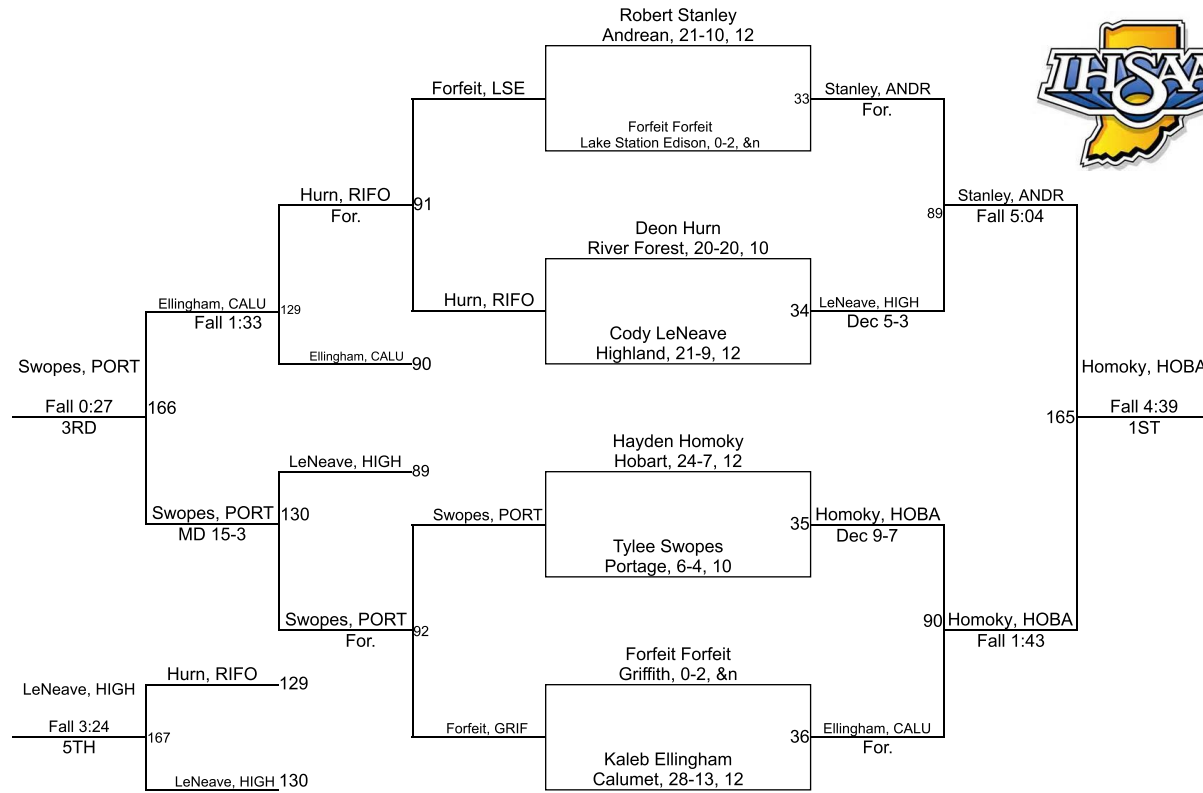 Robert Stanley
Andrean, 21-10, 12
IHSAA
Forfeit, LSE
33
Stanley, ANDR
For.
Forfeit Forfeit
Lake Station Edison, 0-2, &n
Hurn, RIFO
For.
91
Stanley, ANDR
Fall 5:04
89
Deon Hurn
River Forest, 20-20, 10
Ellingham, CALU
Fall 1:33
129
Hurn, RIFO
34
LeNeave, HIGH
Dec 5-3
Cody LeNeave
Highland, 21-9, 12
Ellingham, CALU
90
Swopes, PORT
Fall 0:27
3RD
166
Homoky, HOBA
Fall 4:39
1ST
165
Hayden Homoky
Hobart, 24-7, 12
LeNeave, HIGH
89
Swopes, PORT
MD 15-3
130
Swopes, PORT
35
Homoky, HOBA
Dec 9-7
Tylee Swopes
Portage, 6-4, 10
Swopes, PORT
For.
92
90
Homoky, HOBA
Fall 1:43
Forfeit Forfeit
Griffith, 0-2, &n
Hurn, RIFO
129
LeNeave, HIGH
Fall 3:24
5TH
167
Forfeit, GRIF
36
Ellingham, CALU
For.
Kaleb Ellingham
Calumet, 28-13, 12
LeNeave, HIGH
130